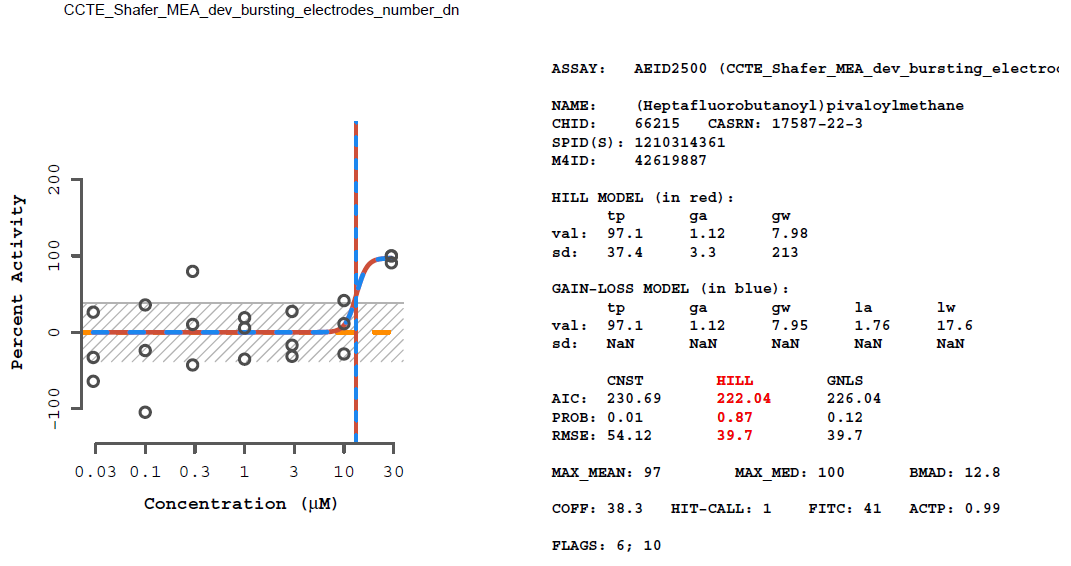 CCTE_Shafer_MEA_dev_bursting_electrodes_number_dn
Percent Activity
200
100
0
-100
0.03 0.1 0.3 1 3 10 30
Concentration (µM)
ASSAY: AEID2500 (CCTE_Shafer_MEA_dev_bursting_electro
NAME: (Heptafluorobutanoyl)pivaloylmethane
CHID: 66215 CASRN: 17587-22-3
SPID(S): 1210314361
M4ID: 42619887
HILL MODEL (in red):
tp ga gw
val: 97.1 1.12 7.98
sd: 37.4 3.3 213
GAIN-LOSS MODEL (in blue):
tp ga gw la lw
val: 97.1 1.12 7.95 1.76 17.6
sd: NaN NaN NaN NaN NaN
CNST HILL GNLS
AIC: 230.69 222.04 226.04
PROB: 0.01 0.87 0.12
RMSE: 54.12 39.7 39.7
MAX_MEAN: 97 MAX_MED: 100 BMAD: 12.8
COFF: 38.3 HIT-CALL: 1 FITC: 41 ACTP: 0.99
FLAGS: 6; 10